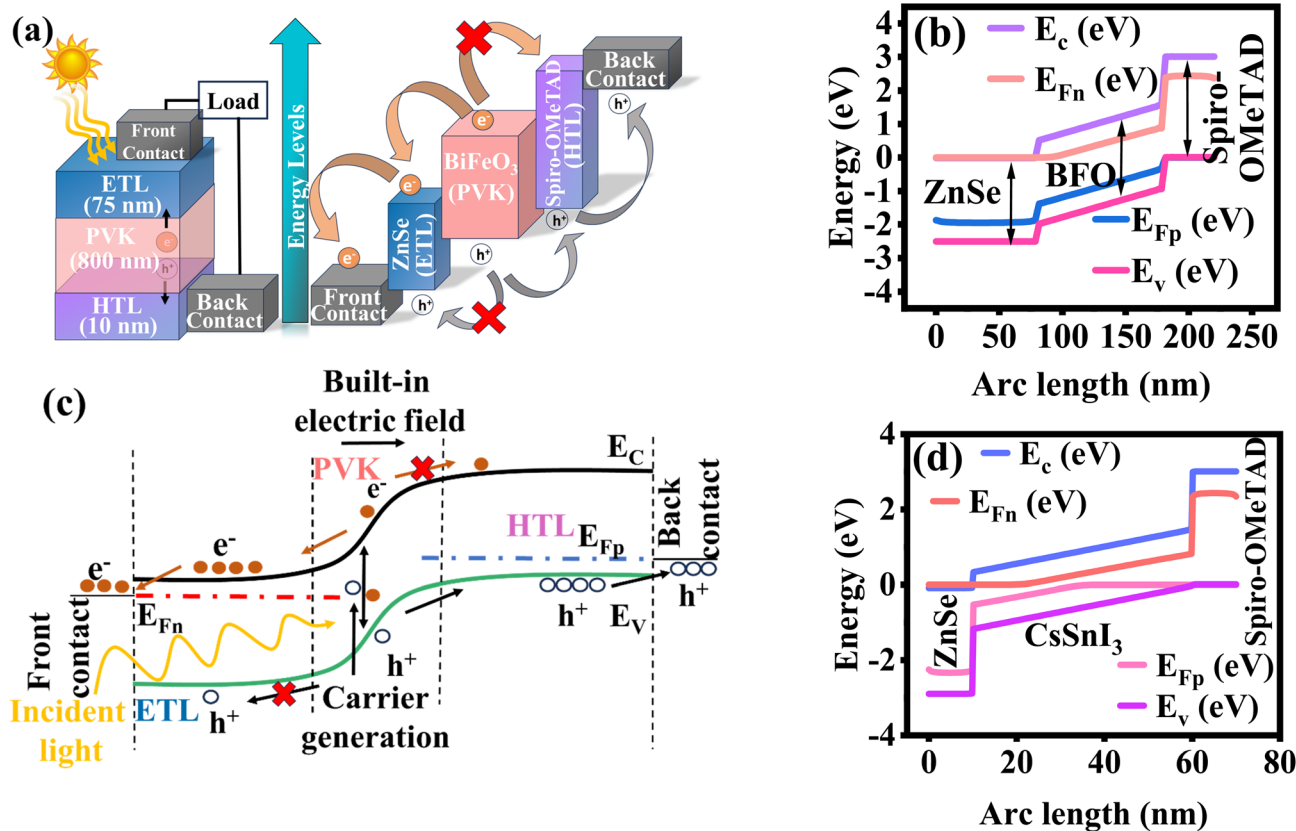 (a)
Load
Front
Contact
ETL
(75 nm)
PVK
e-
(800 nm)
h+
HTL
(10 nm)
Back
Contact
Energy Levels
e-
Front
Contact
e-
ZnSe
(ETL)
h+
e-
BiFeO3
(PVK)
h+
Spiro-OMeTAD
(HTL)
h+
Back
Contact
h+
(b)
Ec (eV)
EFn (eV)
ZnSe
BFO
Spiro-
OMeTAD
EFp (eV)
Ev (eV)
Energy (eV)
4
3
2
1
0
-1
-2
-3
-4
0 50 100 150 200 250
Arc length (nm)
(c)
Built-in
electric field
PVK
e-
EC
e-
e-
HTL
EFp
Back
contact
EFn
h+
EV
h+
Front
contact
h+
Incident
light
ETL
h+
Carrier
generation
(d)
Ec (eV)
EFn (eV)
ZnSe
CsSnI3
Spiro-OMeTAD
EFp (eV)
Ev (eV)
Energy (eV)
4
2
0
-2
-4
0 20 40 60 80
Arc length (nm)